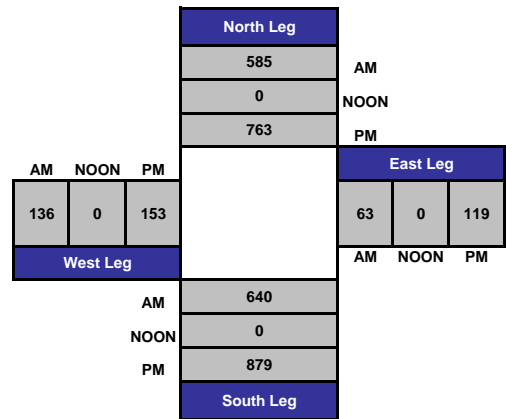 North Leg
585 AM
0 NOON
763 PM
AM NOON PM
East Leg
136 0 153
63 0 119
West Leg
AM NOON PM
AM 640
NOON 0
PM 879
South Leg